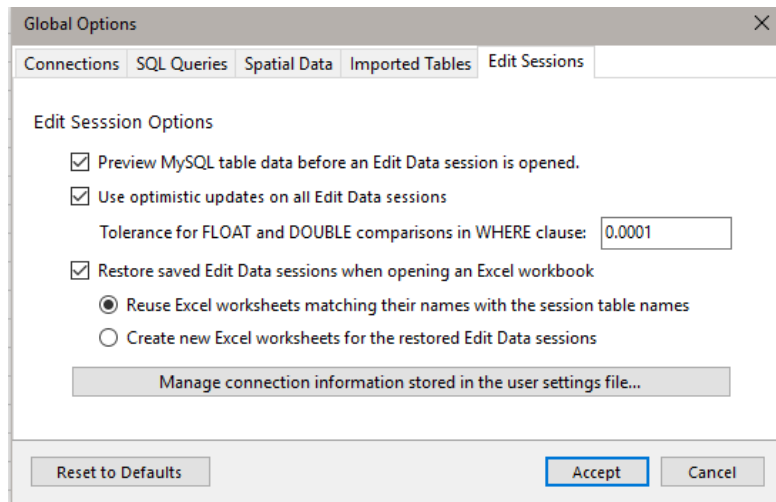 Global Options
Connections SQL Queries Spatial Data Imported Tables Edit Sessions
Edit Sesssion Options
Preview MySQL table data before an Edit Data session is opened.
Use optimistic updates on all Edit Data sessions
Tolerance for FLOAT and DOUBLE comparisons in WHERE clause: 0.0001
Restore saved Edit Data sessions when opening an Excel workbook
Reuse Excel worksheets matching their names with the session table names
Create new Excel worksheets for the restored Edit Data sessions
Manage connection information stored in the user settings file...
Reset to Defaults Accept Cancel